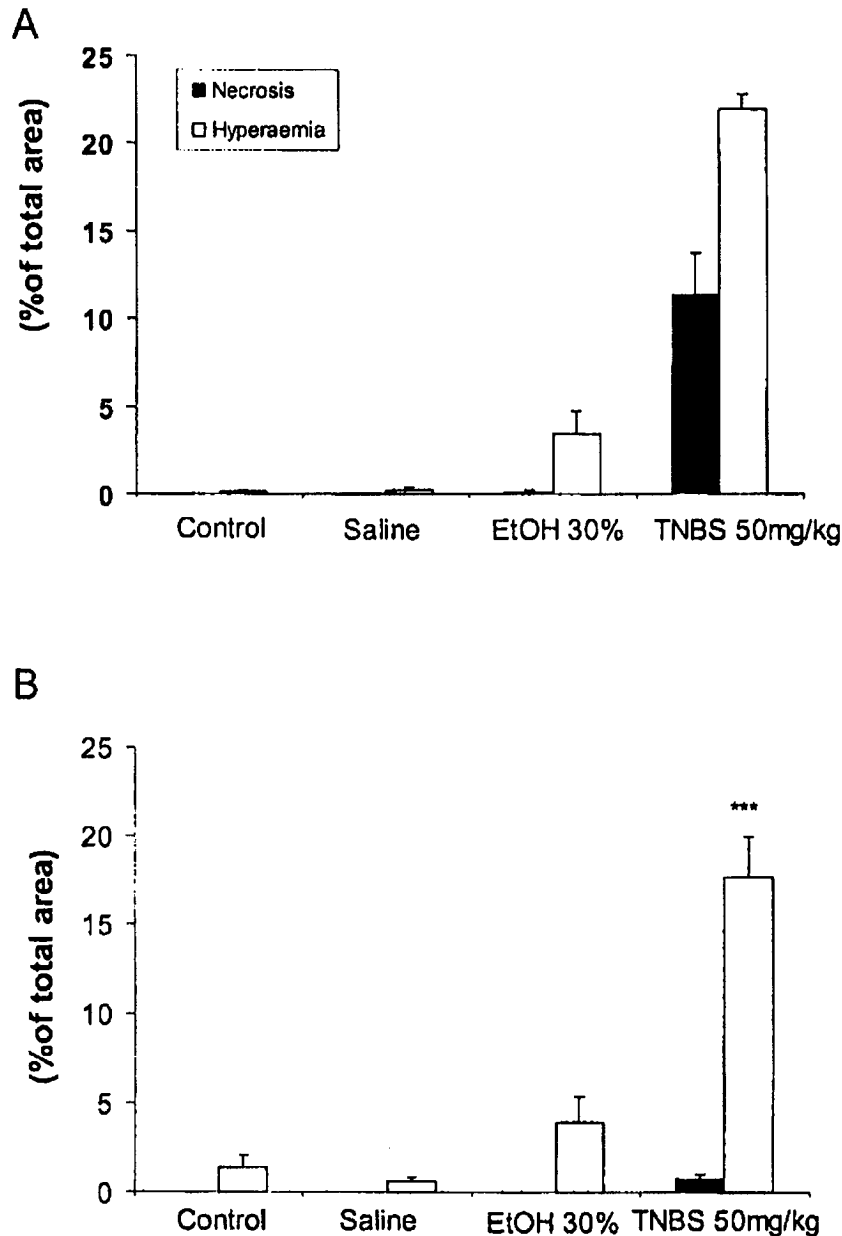 A
25
20
15
10
5
0
(%of total area)
Necrosis
Hyperaemia
Control Saline EtOH 30% TNBS 50mg/kg
B
25
20
15
10
5
0
(%of total area)
***
Control Saline EtOH 30% TNBS 50mg/kg